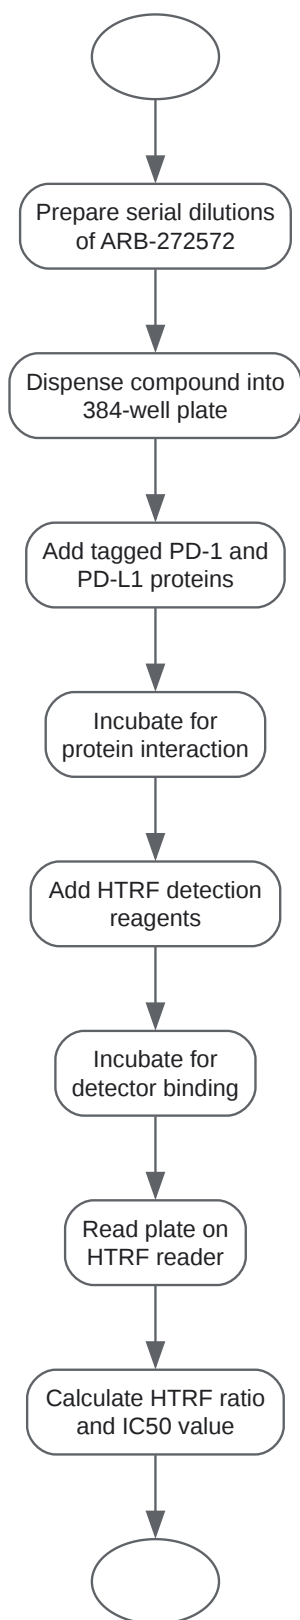 Prepare serial dilutions
of ARB-272572
Dispense compound into
384-well plate
Add tagged PD-1 and
PD-L1 proteins
Incubate for
protein interaction
Add HTRF detection
reagents
Incubate for
detector binding
Read plate on
HTRF reader
Calculate HTRF ratio
and IC50 value